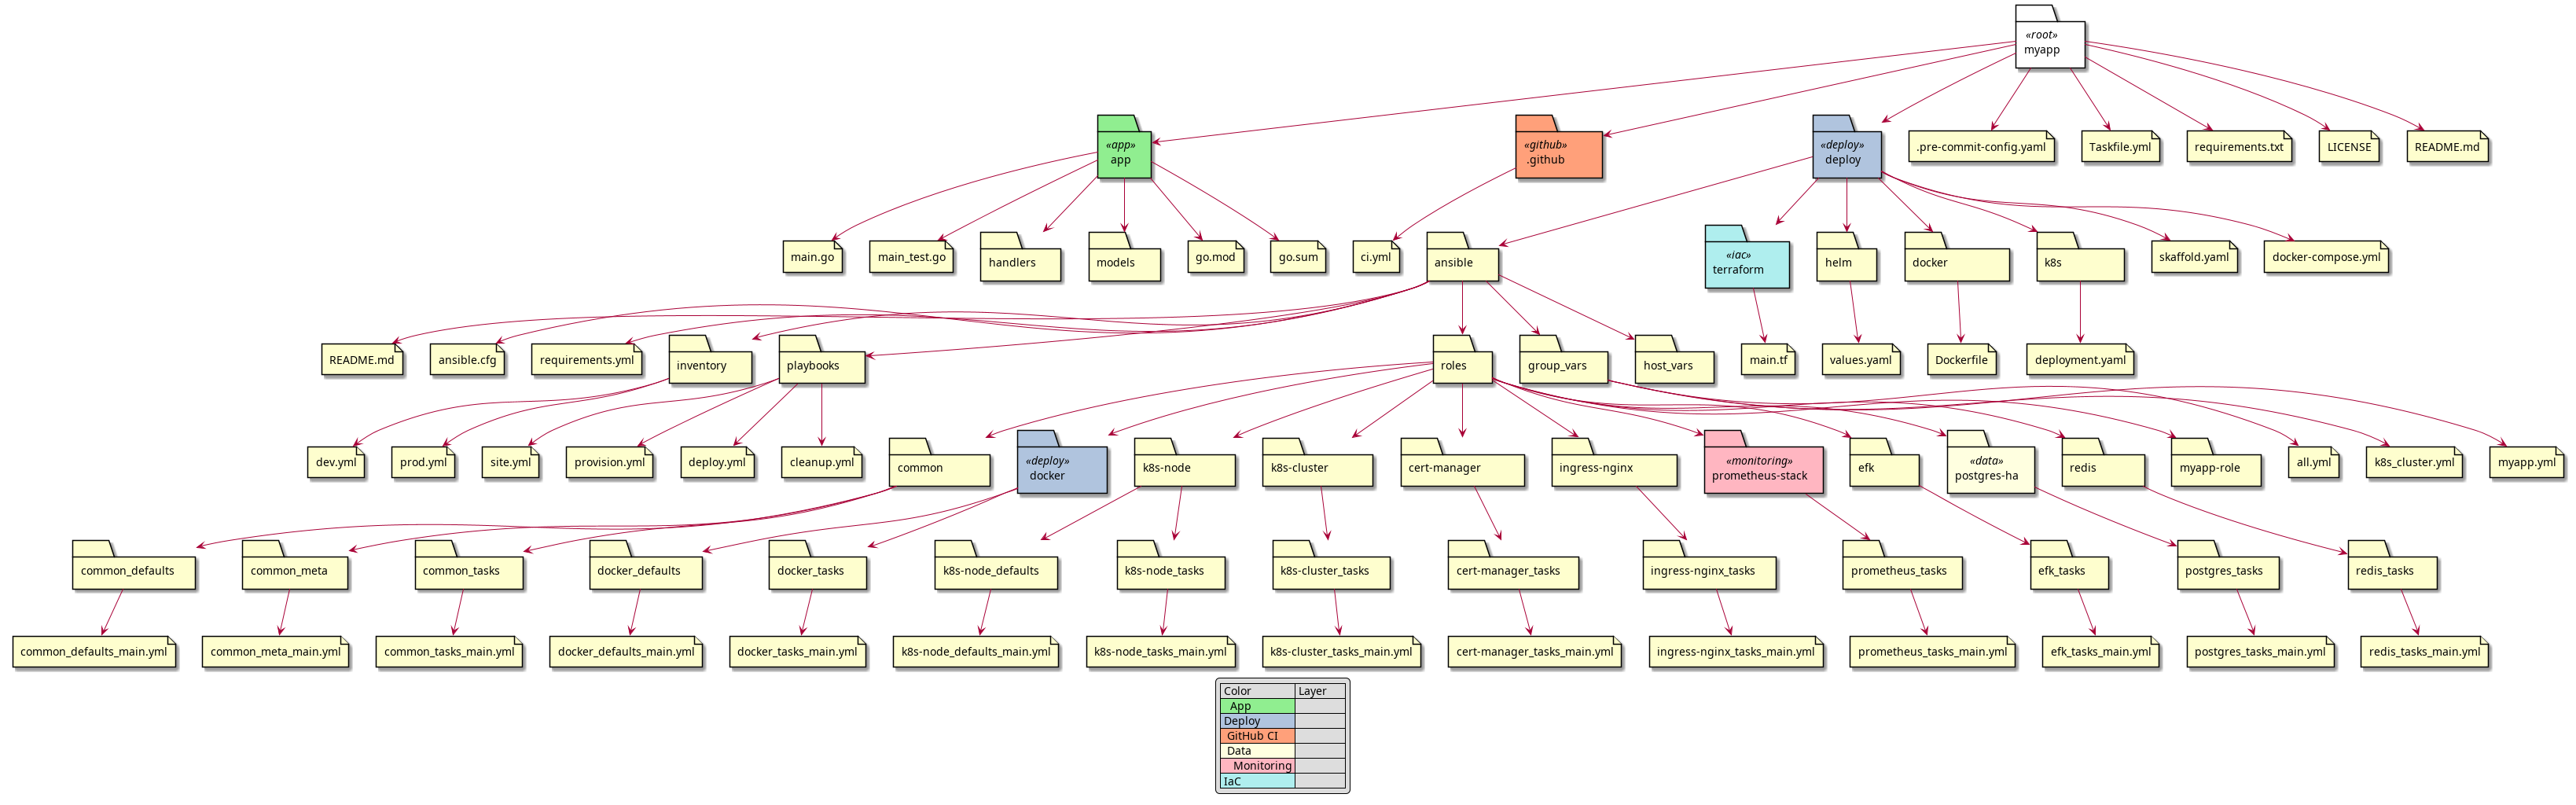 «root»
myapp
«app»
app
«github»
.github
«deploy»
deploy
.pre-commit-config.yaml
Taskfile.yml
requirements.txt
LICENSE
README.md
main.go
main_test.go
handlers
models
go.mod
go.sum
ci.yml
ansible
«iac»
terraform
helm
docker
k8s
skaffold.yaml
docker-compose.yml
README.md
ansible.cfg
requirements.yml
inventory
playbooks
roles
group_vars
host_vars
main.tf
values.yaml
Dockerfile
deployment.yaml
dev.yml
prod.yml
site.yml
provision.yml
deploy.yml
cleanup.yml
common
«deploy»
docker
k8s-node
k8s-cluster
cert-manager
ingress-nginx
«monitoring»
prometheus-stack
efk
«data»
postgres-ha
redis
myapp-role
all.yml
k8s_cluster.yml
myapp.yml
common_defaults
common_meta
common_tasks
docker_defaults
docker_tasks
k8s-node_defaults
k8s-node_tasks
k8s-cluster_tasks
cert-manager_tasks
ingress-nginx_tasks
prometheus_tasks
efk_tasks
postgres_tasks
redis_tasks
common_defaults_main.yml
common_meta_main.yml
common_tasks_main.yml
docker_defaults_main.yml
docker_tasks_main.yml
k8s-node_defaults_main.yml
k8s-node_tasks_main.yml
k8s-cluster_tasks_main.yml
cert-manager_tasks_main.yml
ingress-nginx_tasks_main.yml
prometheus_tasks_main.yml
efk_tasks_main.yml
postgres_tasks_main.yml
redis_tasks_main.yml
Color Layer
App
Deploy
GitHub CI
Data
Monitoring
IaC